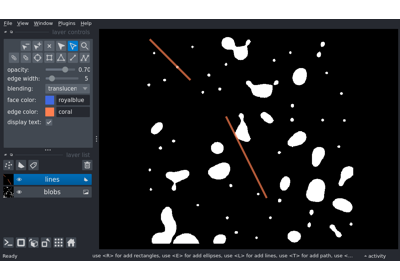 File View Window Plugins Help
layer controls
opacity: 0.70
edge width: 5
blending: translucen
face color: royalblue
edge color: coral
display text:
layer list
lines
blobs
Ready use <R> for add rectangles, use <E> for add ellipses, use <L> for add lines, use <T> for add path, use <... activity